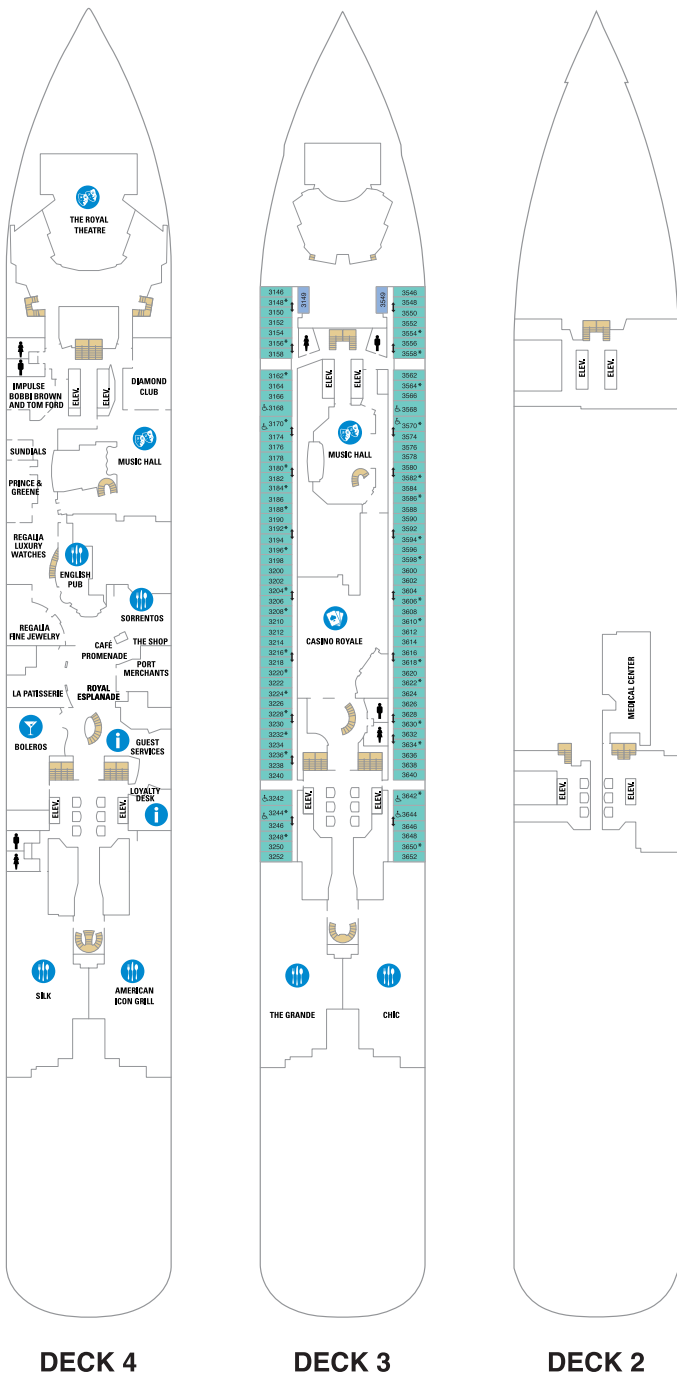 THE ROYAL
THEATRE
IMPULSE
BOBBI BROWN
AND TOM FORD
ELEV.
ELEV.
DIAMOND
CLUB
SUNDIALS
MUSIC HALL
PRINCE &
GREENE
REGALIA
LUXURY
WATCHES
ENGLISH
PUB
SORRENTOS
REGALIA
FINE JEWELRY
CAFÉ
PROMENADE
THE SHOP
PORT
MERCHANTS
LA PATISSERIE
ROYAL
ESPLANADE
BOLEROS
GUEST
SERVICES
LOYALTY
DESK
ELEV.
ELEV.
SILK
AMERICAN
ICON GRILL
DECK 4
3146
3148*
3150
3152
3154
3156*
3158
3149
3549
3546
3548
3550
3552
3554*
3556
3558*
3162*
3164
3166
3168
3170*
3174
3176
3178
3180*
3182
3184*
3186
3188*
3190
3192*
3194
3196*
3198
3200
3202
3204*
3206
3208*
3210
3212
3214
3216*
3218
3220*
3222
3224*
3226
3228*
3230
3232*
3234
3236*
3238
3240
ELEV.
ELEV.
MUSIC HALL
CASINO ROYALE
3562
3564*
3566
3568
3570*
3574
3576
3578
3580
3582*
3584
3586*
3588
3590
3592
3594*
3596
3598*
3600
3602
3604
3606*
3608
3610*
3612
3614
3616
3618*
3620
3622*
3624
3626
3628
3630*
3632
3634*
3636
3638
3640
3242
3244*
3246
3248*
3250
3252
ELEV.
ELEV.
3642*
3644
3646
3648
3650*
3652
THE GRANDE
CHIC
DECK 3
ELEV.
ELEV.
MEDICAL CENTER
ELEV.
ELEV.
DECK 2